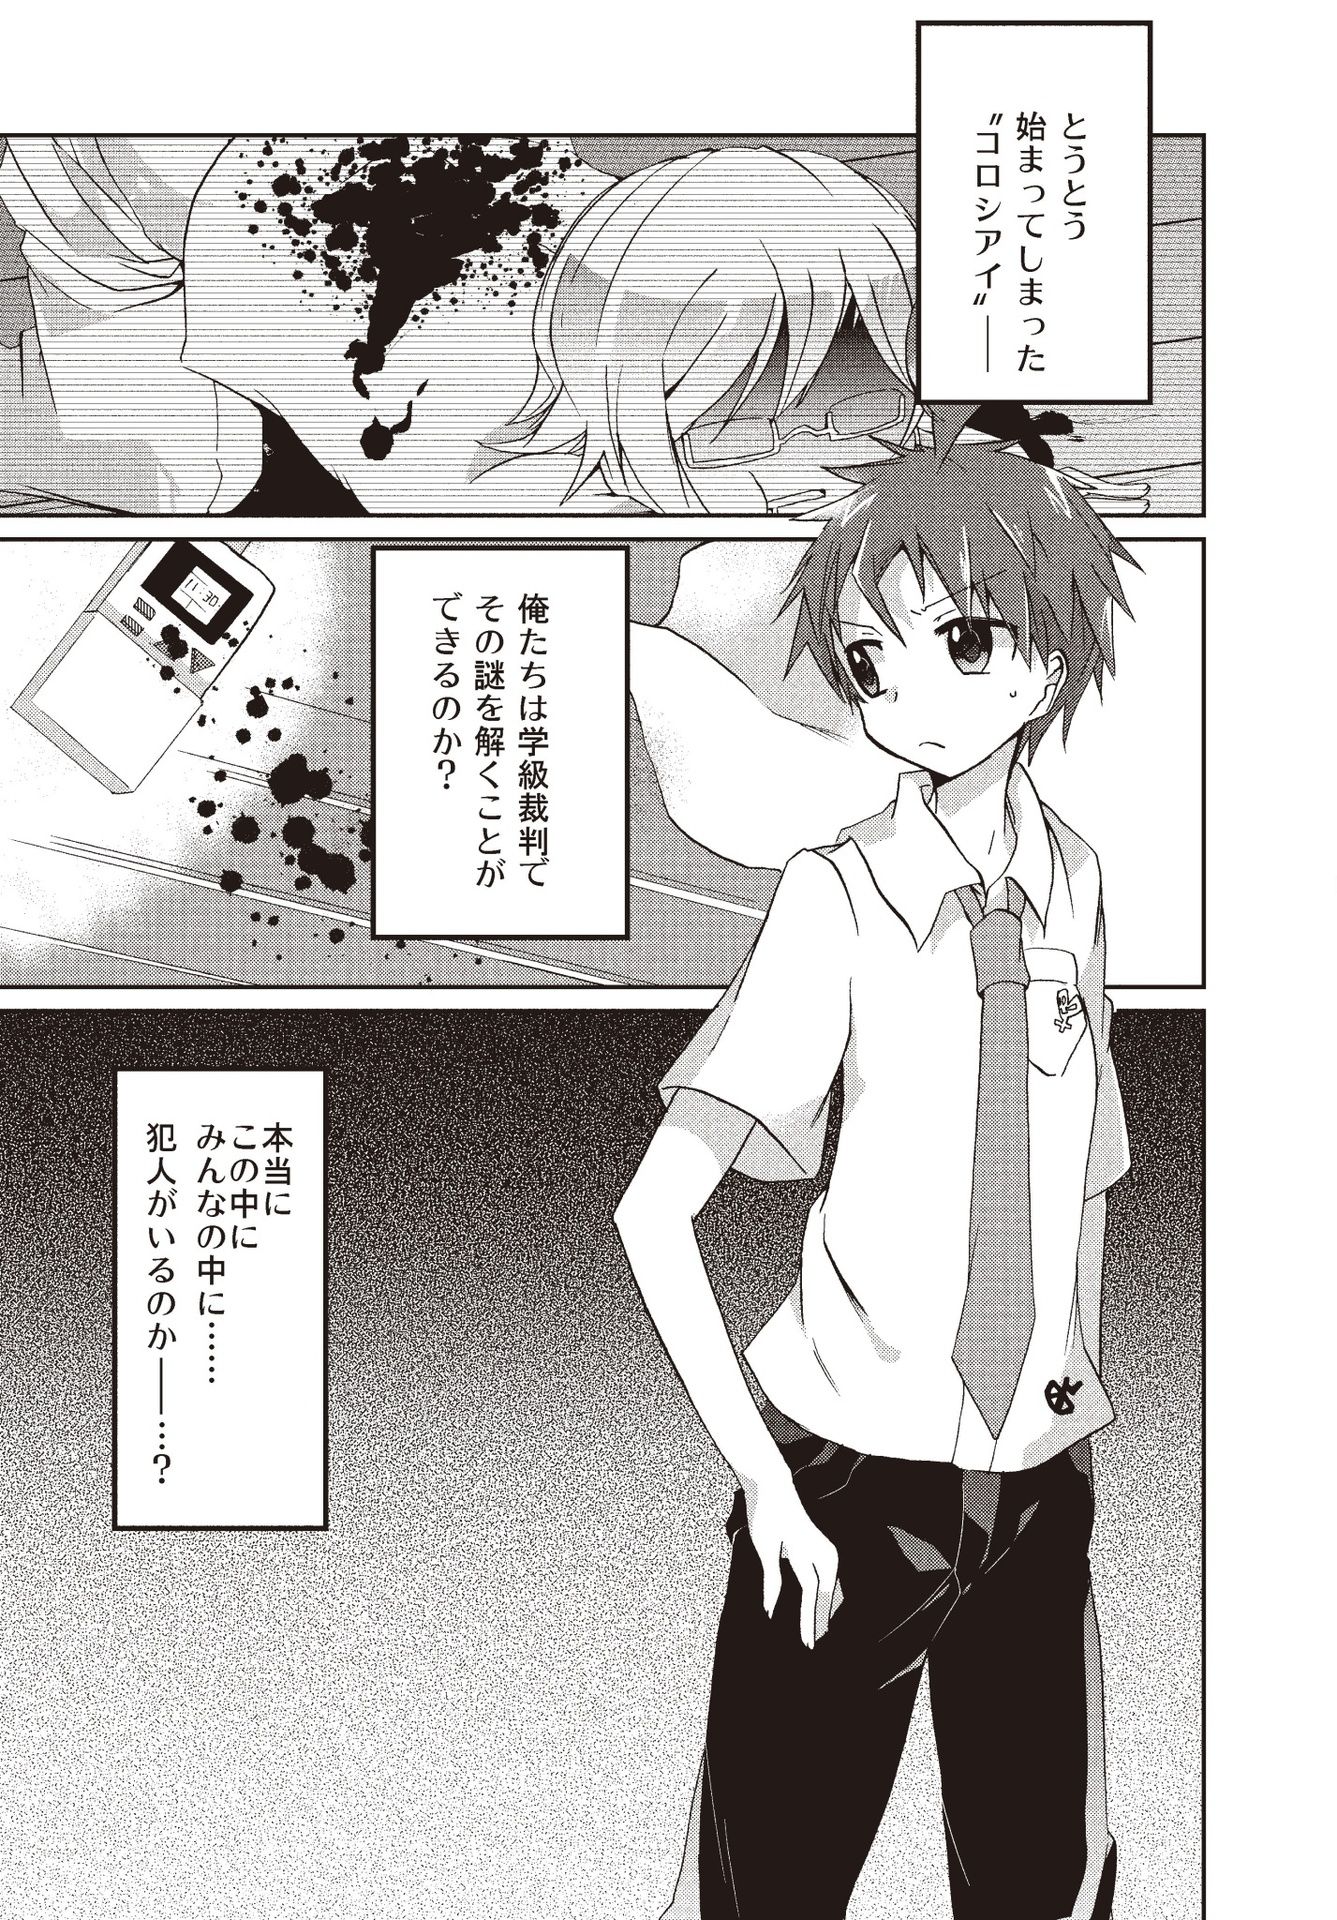 とうとう
始まってしまった
〝コロシアイ〟――
俺たちは学級裁判で
その謎を解くことが
できるのか？
11:30
本当に
この中に
みんなの中に……
犯人がいるのか――…？